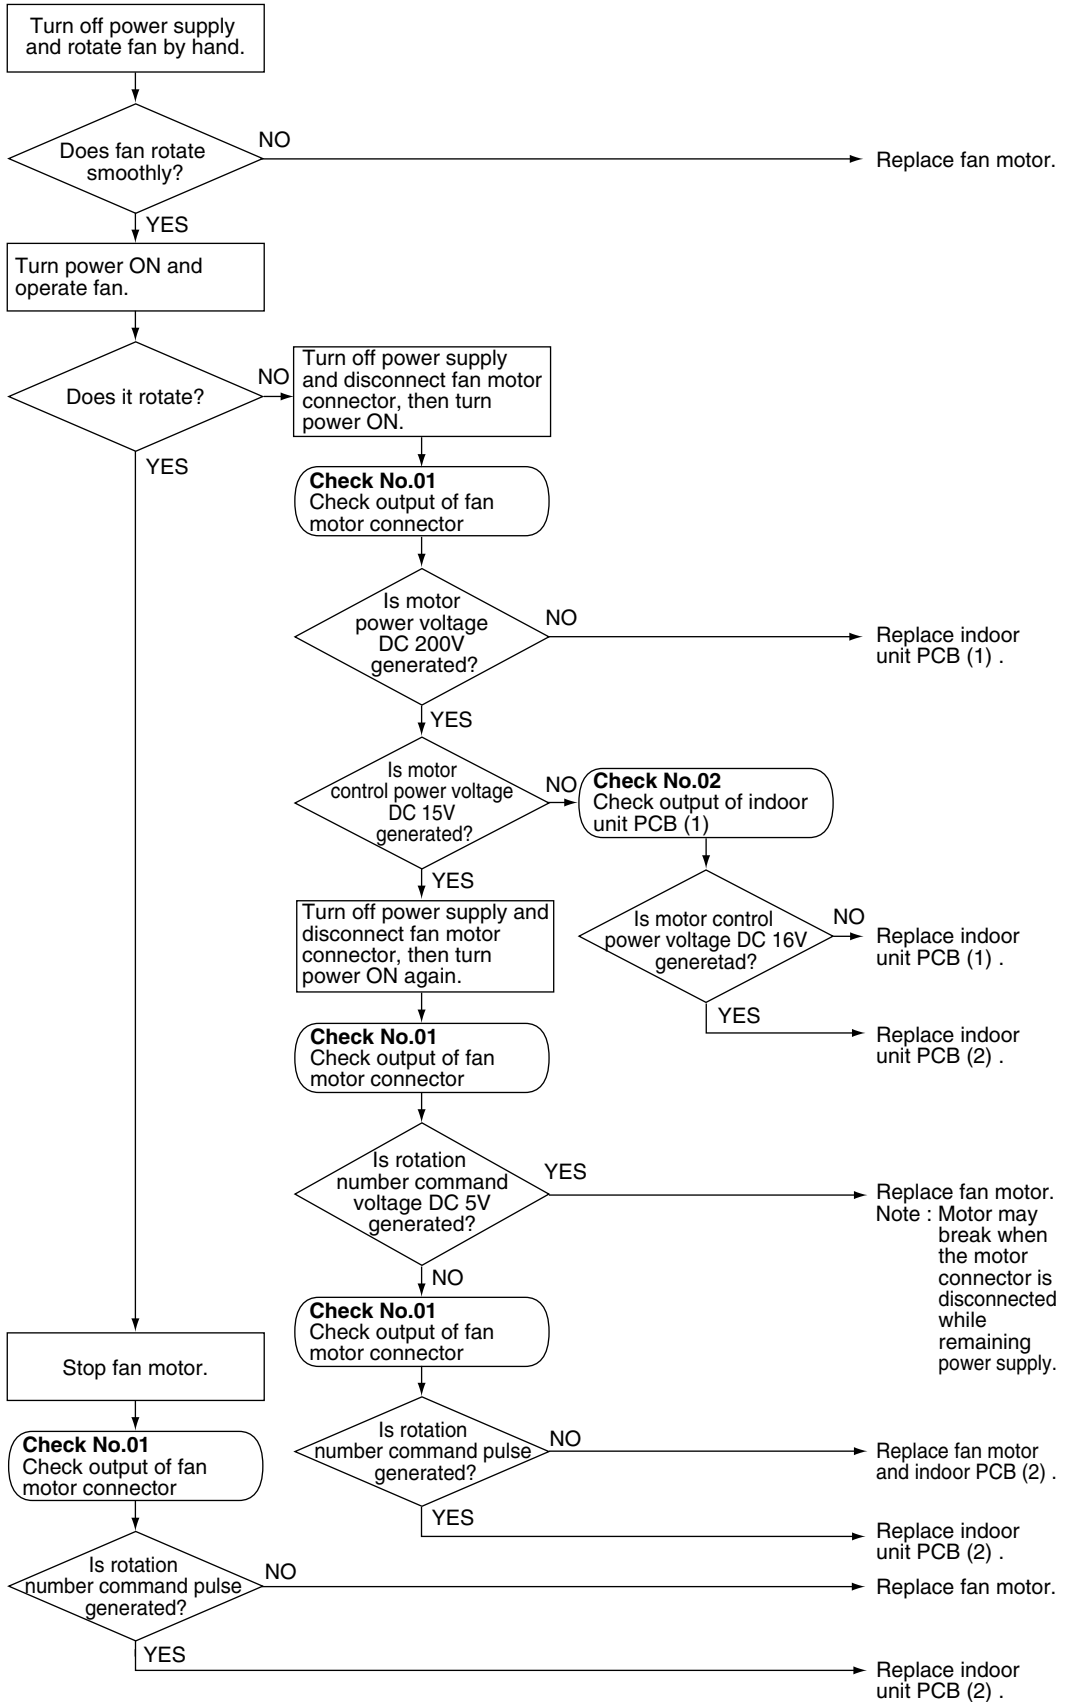 Turn off power supply
and rotate fan by hand.
Does fan rotate
smoothly?
NO
Replace fan motor.
YES
Turn power ON and
operate fan.
Does it rotate?
NO
Turn off power supply
and disconnect fan motor
connector, then turn
power ON.
YES
Check No.01
Check output of fan
motor connector
Is motor
power voltage
DC 200V
generated?
NO
Replace indoor
unit PCB (1) .
YES
Is motor
control power voltage
DC 15V
generated?
NO
Check No.02
Check output of indoor
unit PCB (1)
YES
Is motor control
power voltage DC 16V
generetad?
NO
Replace indoor
unit PCB (1) .
YES
Replace indoor
unit PCB (2) .
Turn off power supply and
disconnect fan motor
connector, then turn
power ON again.
Check No.01
Check output of fan
motor connector
Is rotation
number command
voltage DC 5V
generated?
YES
Replace fan motor.
Note : Motor may
break when
the motor
connector is
disconnected
while
remaining
power supply.
NO
Check No.01
Check output of fan
motor connector
Is rotation
number command pulse
generated?
NO
Replace fan motor
and indoor PCB (2) .
YES
Replace indoor
unit PCB (2) .
Stop fan motor.
Check No.01
Check output of fan
motor connector
Is rotation
number command pulse
generated?
NO
Replace fan motor.
YES
Replace indoor
unit PCB (2) .